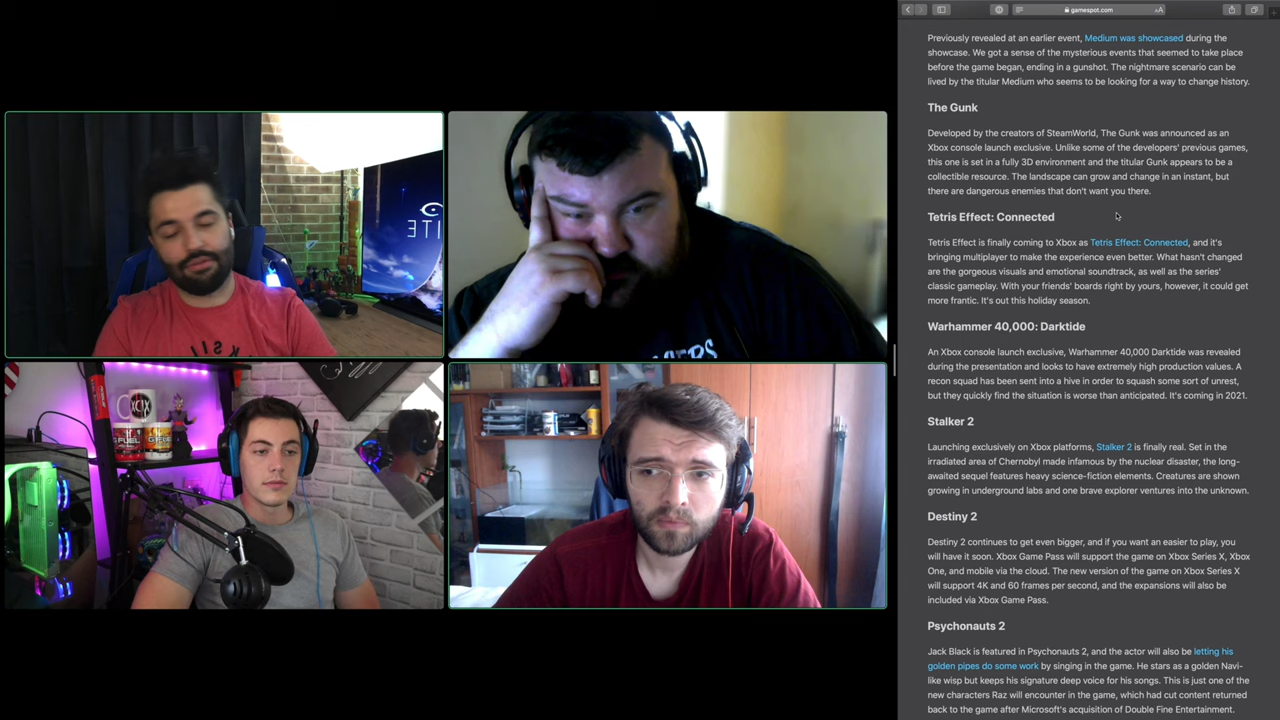 gamespot.com
AA
Previously revealed at an earlier event, Medium was showcased during the
showcase. We got a sense of the mysterious events that seemed to take place
before the game began, ending in a gunshot. The nightmare scenario can be
lived by the titular Medium who seems to be looking for a way to change history.
The Gunk
Developed by the creators of SteamWorld, The Gunk was announced as an
Xbox console launch exclusive. Unlike some of the developers' previous games,
this one is set in a fully 3D environment and the titular Gunk appears to be a
collectible resource. The landscape can grow and change in an instant, but
there are dangerous enemies that don't want you there.
Tetris Effect: Connected
Tetris Effect is finally coming to Xbox as Tetris Effect: Connected, and it's
bringing multiplayer to make the experience even better. What hasn't changed
are the gorgeous visuals and emotional soundtrack, as well as the series'
classic gameplay. With your friends' boards right by yours, however, it could get
more frantic. It's out this holiday season.
Warhammer 40,000: Darktide
An Xbox console launch exclusive, Warhammer 40,000 Darktide was revealed
during the presentation and looks to have extremely high production values. A
recon squad has been sent into a hive in order to squash some sort of unrest,
but they quickly find the situation is worse than anticipated. It's coming in 2021.
Stalker 2
Launching exclusively on Xbox platforms, Stalker 2 is finally real. Set in the
irradiated area of Chernobyl made infamous by the nuclear disaster, the long-
awaited sequel features heavy science-fiction elements. Creatures are shown
growing in underground labs and one brave explorer ventures into the unknown.
Destiny 2
Destiny 2 continues to get even bigger, and if you want an easier to play, you
will have it soon. Xbox Game Pass will support the game on Xbox Series X, Xbox
One, and mobile via the cloud. The new version of the game on Xbox Series X
will support 4K and 60 frames per second, and the expansions will also be
included via Xbox Game Pass.
Psychonauts 2
Jack Black is featured in Psychonauts 2, and the actor will also be letting his
golden pipes do some work by singing in the game. He stars as a golden Navi-
like wisp but keeps his signature deep voice for his songs. This is just one of the
new characters Raz will encounter in the game, which had cut content returned
back to the game after Microsoft's acquisition of Double Fine Entertainment.
ITE
CXCIX
G FUEL